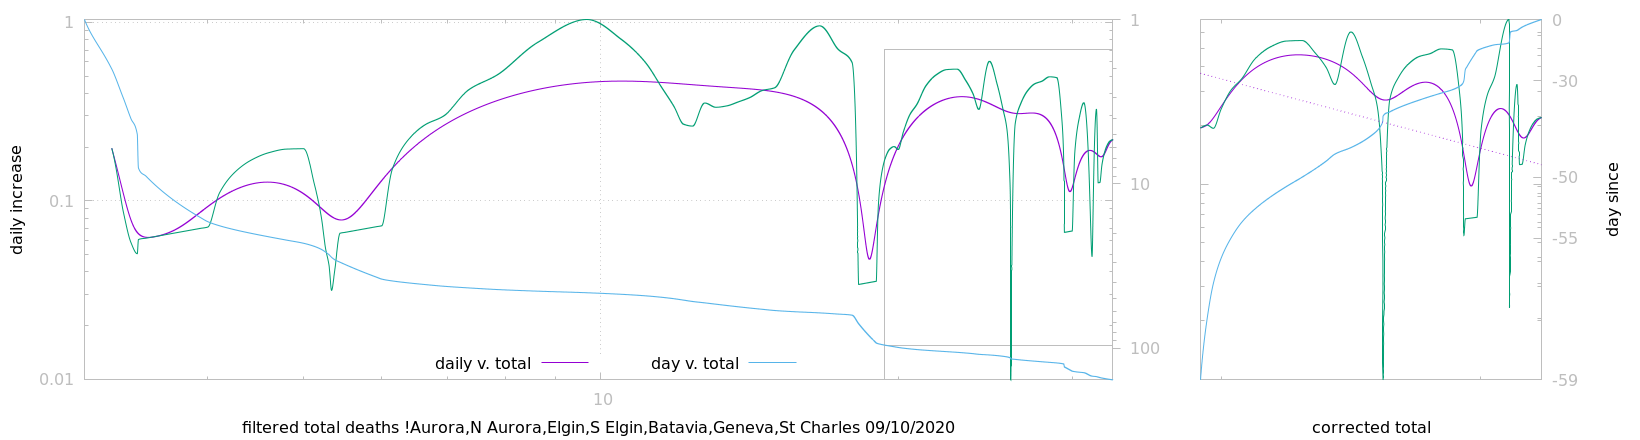 1
0.1
0.01
daily increase
daily v. total
day v. total
10
1
10
100
filtered total deaths !Aurora,N Aurora,Elgin,S Elgin,Batavia,Geneva,St Charles 09/10/2020
0
-30
-50
-55
-59
day since
corrected total